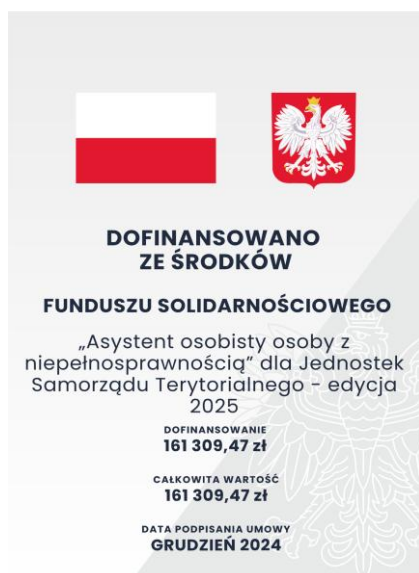 DOFINANSOWANO
ZE ŚRODKÓW
FUNDUSZU SOLIDARNOŚCIOWEGO
„Asystent osobisty osoby z
niepełnosprawnością” dla Jednostek
Samorządu Terytorialnego - edycja
2025
DOFINANSOWANIE
161 309,47 zł
CAŁKOWITA WARTOŚĆ
161 309,47 zł
DATA PODPISANIA UMOWY
GRUDZIEŃ 2024